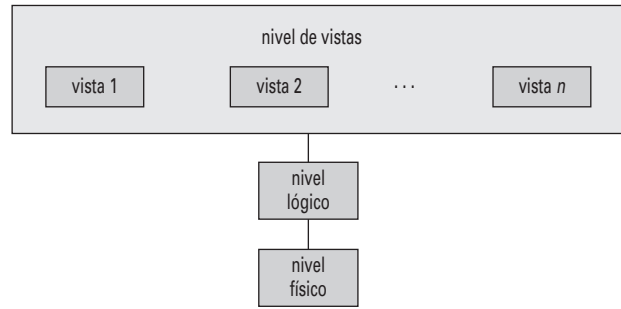 nivel de vistas
vista 1
vista 2
...
vista n
nivel
lógico
nivel
físico